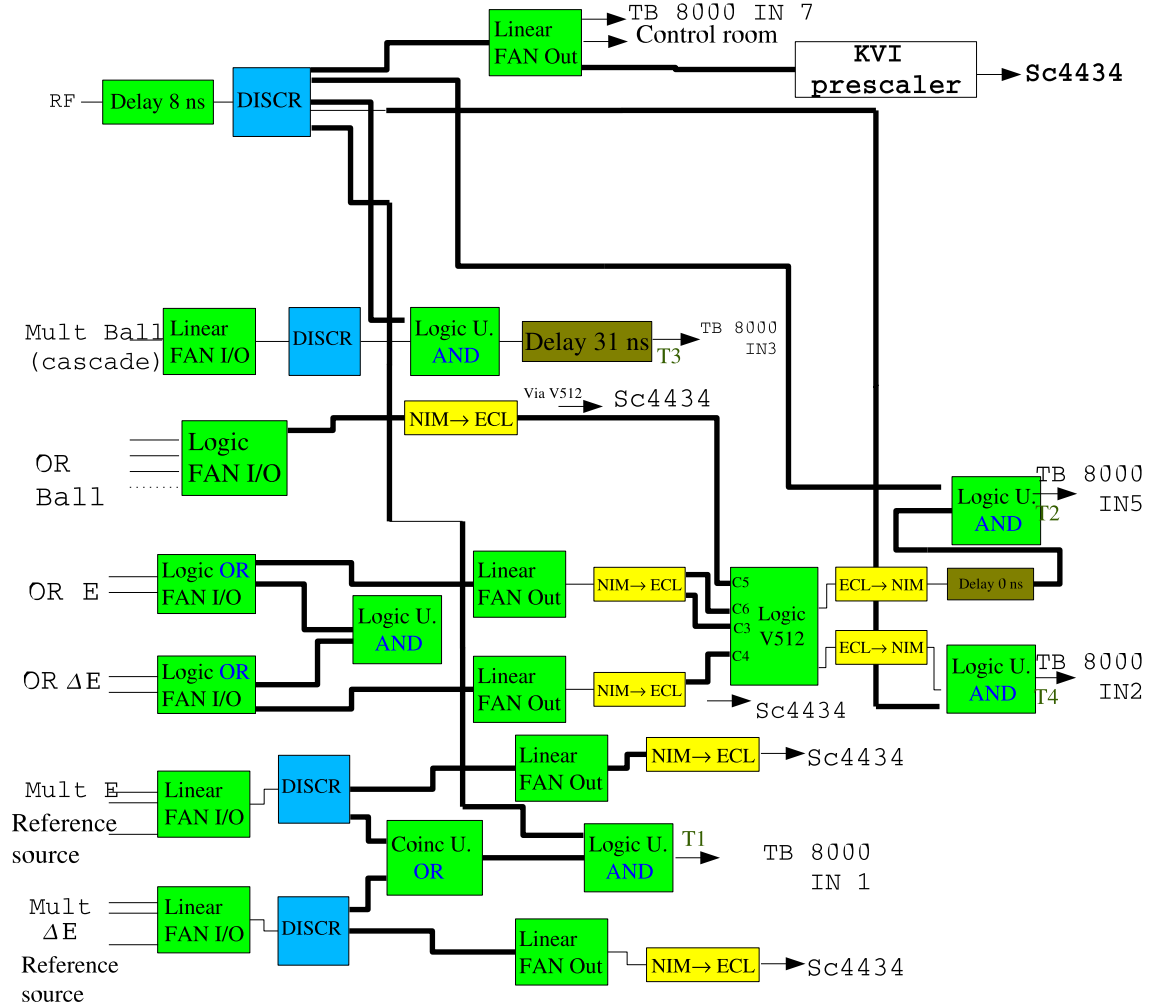 TB 8000 IN 7
Linear
FAN Out
Control room
KVI
prescaler
Sc4434
RF
Delay 8 ns
DISCR
Mult Ball
(cascade)
Linear
FAN I/O
DISCR
Logic U.
AND
Delay 31 ns
T3
TB 8000
IN3
Via V512
Sc4434
NIM→ECL
Logic
FAN I/O
OR
Ball
TB 8000
IN5
Logic U.
AND
T2
OR E
Logic OR
FAN I/O
Linear
FAN Out
NIM→ECL
C5
C6
C3
C4
Logic
V512
ECL→NIM
Delay 0 ns
Logic U.
AND
OR ΔE
Logic OR
FAN I/O
Linear
FAN Out
NIM→ECL
Sc4434
ECL→NIM
Logic U.
AND
TB 8000
IN2
T4
Mult E
Reference
source
Linear
FAN I/O
DISCR
Linear
FAN Out
NIM→ECL
Sc4434
Coinc U.
OR
Logic U.
AND
T1
TB 8000
IN 1
Mult
ΔE
Reference
source
Linear
FAN I/O
DISCR
Linear
FAN Out
NIM→ECL
Sc4434